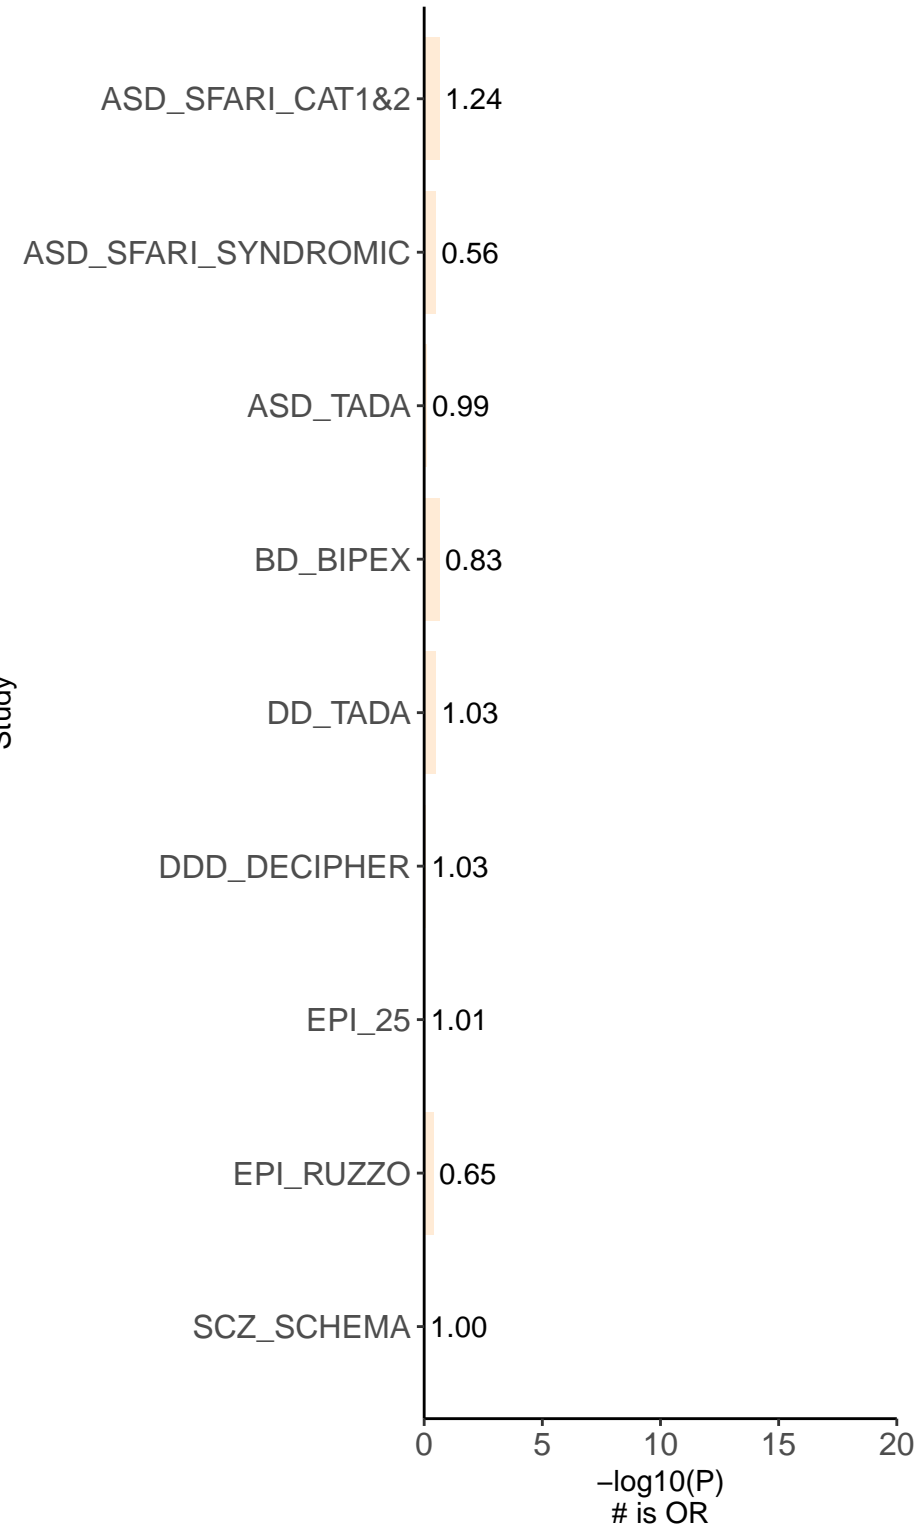 ASD_SFARI_CAT1&2 1.24
ASD_SFARI_SYNDROMIC 0.56
ASD_TADA 0.99
BD_BIPEX 0.83
Study
DD_TADA 1.03
DDD_DECIPHER 1.03
EPI_25 1.01
EPI_RUZZO 0.65
SCZ_SCHEMA 1.00
0 5 10 15 20
−log10(P)
# is OR